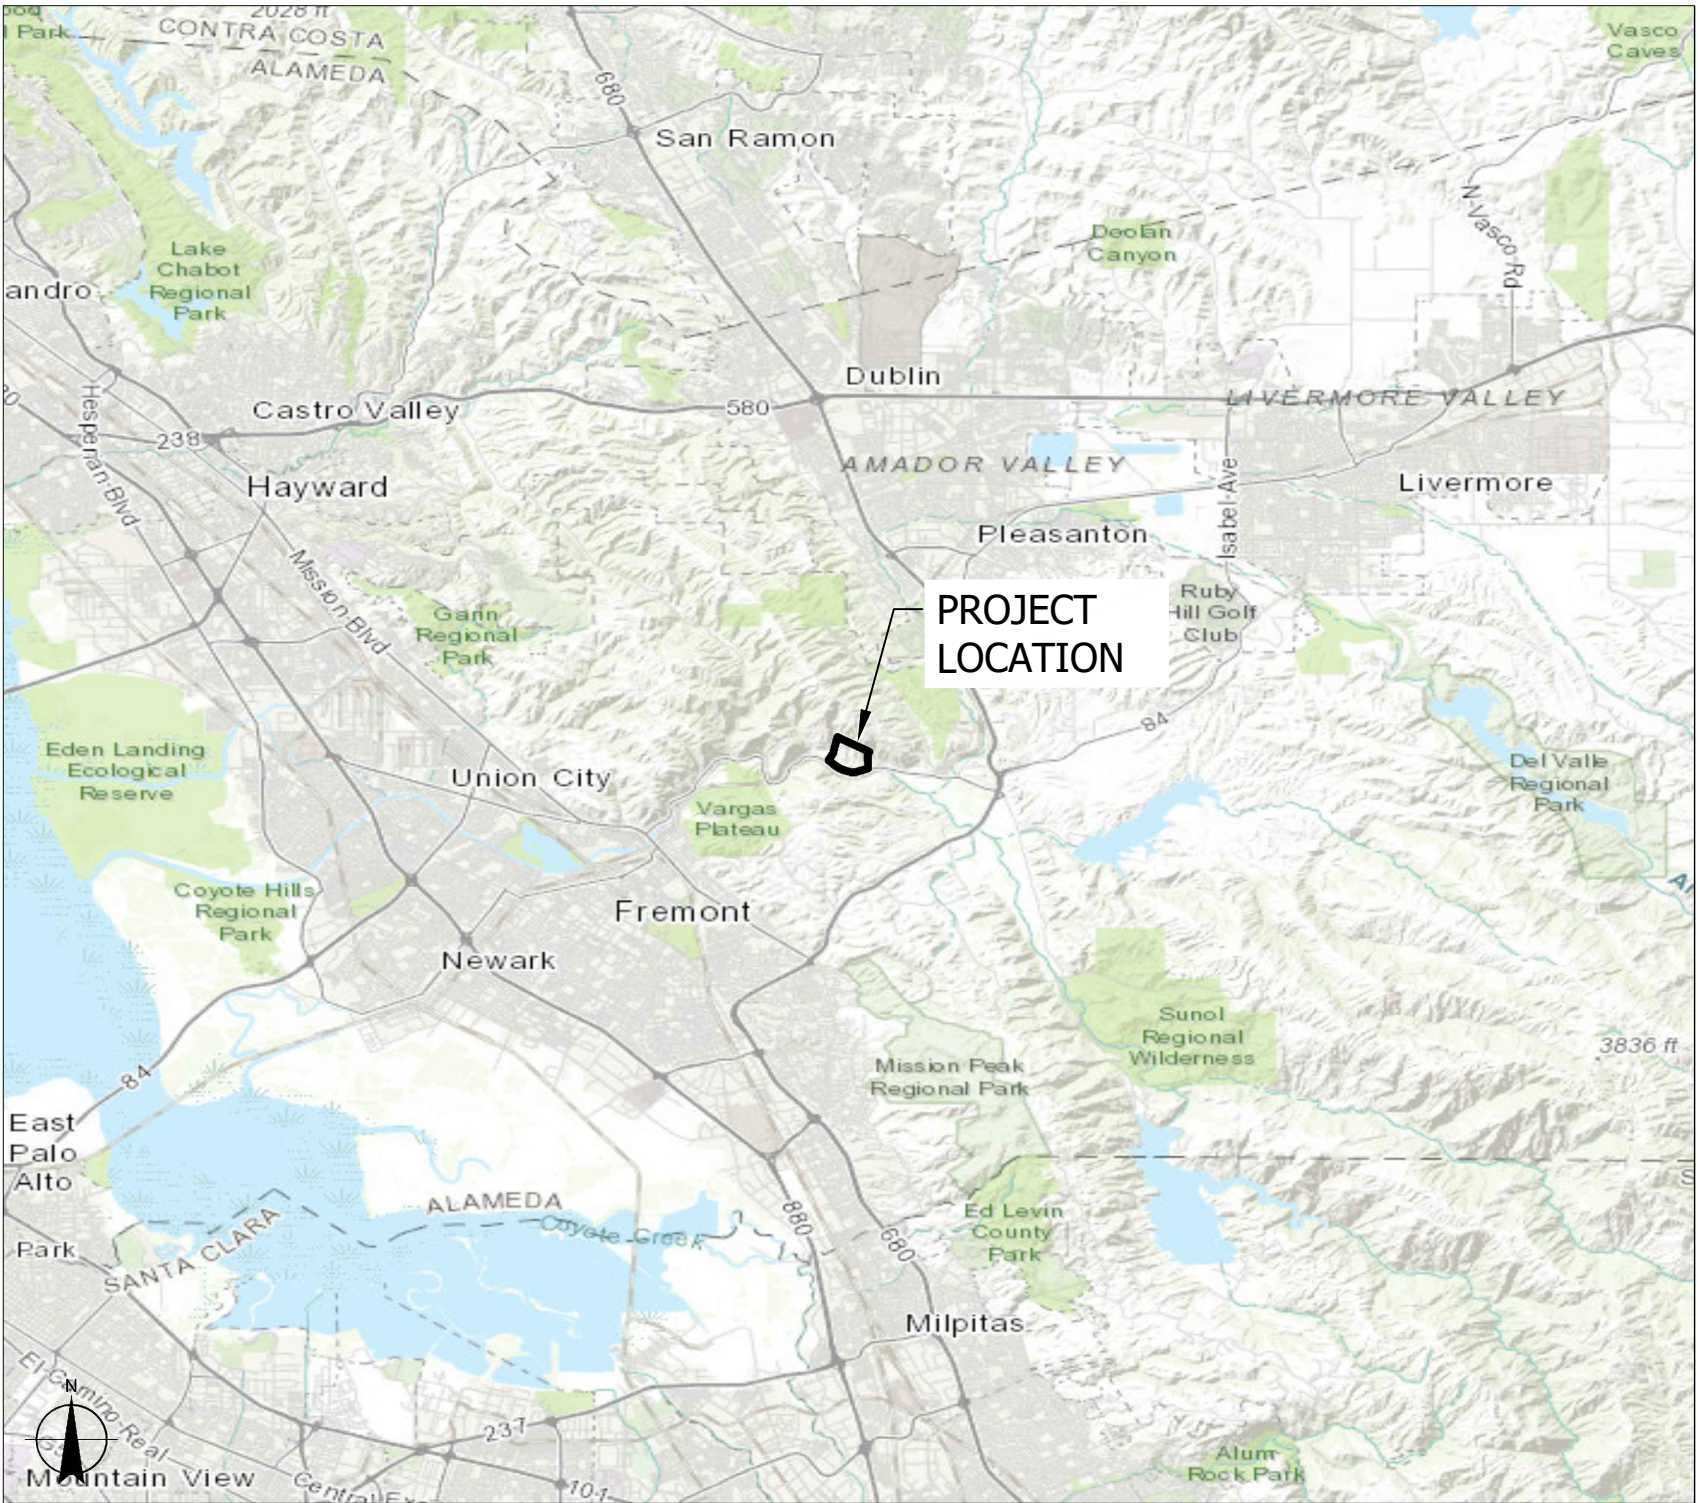 2028 ft
Park
CONTRA COSTA
ALAMEDA
Vasco
Caves
680
San Ramon
N Vasco Rd
Doolan
Canyon
Lake
Chabot
Regional
Park
andro
Dublin
LIVERMORE VALLEY
Hesperian Blvd
Castro Valley
580
238
AMADOR VALLEY
Hayward
Isabel Ave
Livermore
Pleasanton
Mission Blvd
Garin
Regional
Park
PROJECT
LOCATION
Ruby
Hill Golf
Club
84
Eden Landing
Ecological
Reserve
Union City
Del Valle
Regional
Park
Vargas
Plateau
Coyote Hills
Regional
Park
Fremont
Newark
Sunol
Regional
Wilderness
3836 ft
Mission Peak
Regional Park
84
East
Palo
Alto
ALAMEDA
SANTA CLARA
Coyote Creek
880
680
Ed Levin
County
Park
Park
Milpitas
El Camino Real
N
237
Alum
Rock Park
Mountain View
101